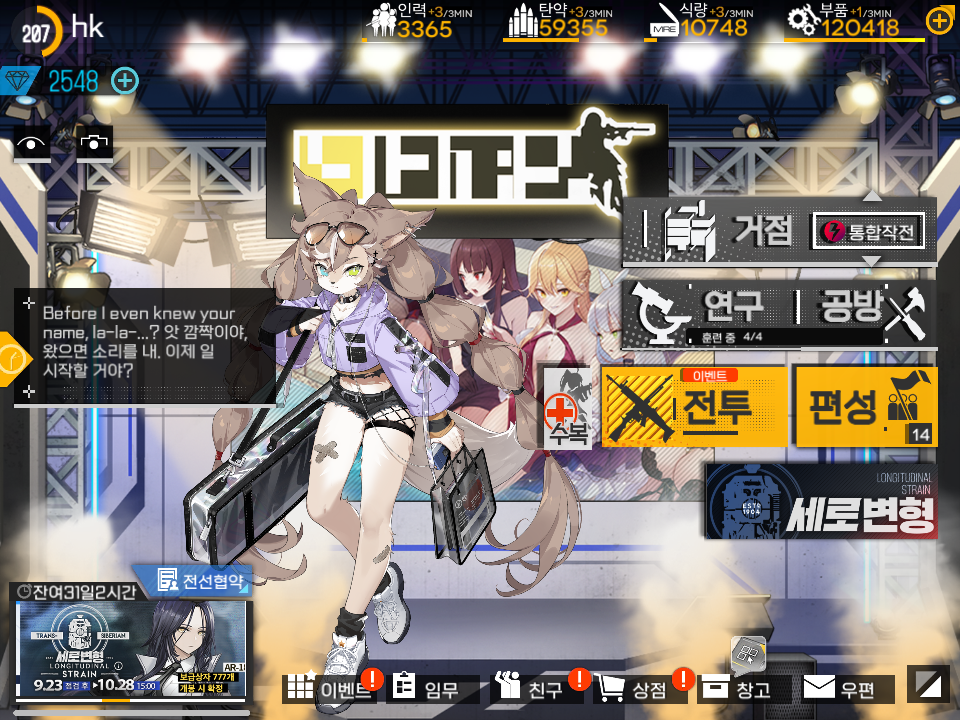 207
hk
인력 +3/3MIN
3365
탄약 +3/3MIN
59355
식량 +3/3MIN
MRE
10748
부품 +1/3MIN
120418
2548
거점
통합작전
연구
공방
훈련 중 4/4
Before I even knew your
name, la-la-...? 앗 깜짝이야,
왔으면 소리를 내. 이제 일
시작할 거야?
수복
이벤트
전투
편성
14
LONGITUDINAL
STRAIN
ESTD
1904
세로변형
전선협약
잔여31일2시간
TRANS- SIBERIAN
세로변형
LONGITUDINAL
STRAIN
9.23 점검 후 ▶10.28 15:00
AR-1
보급상자 777개
개봉 시 확정
이벤트
임무
친구
상점
창고
우편